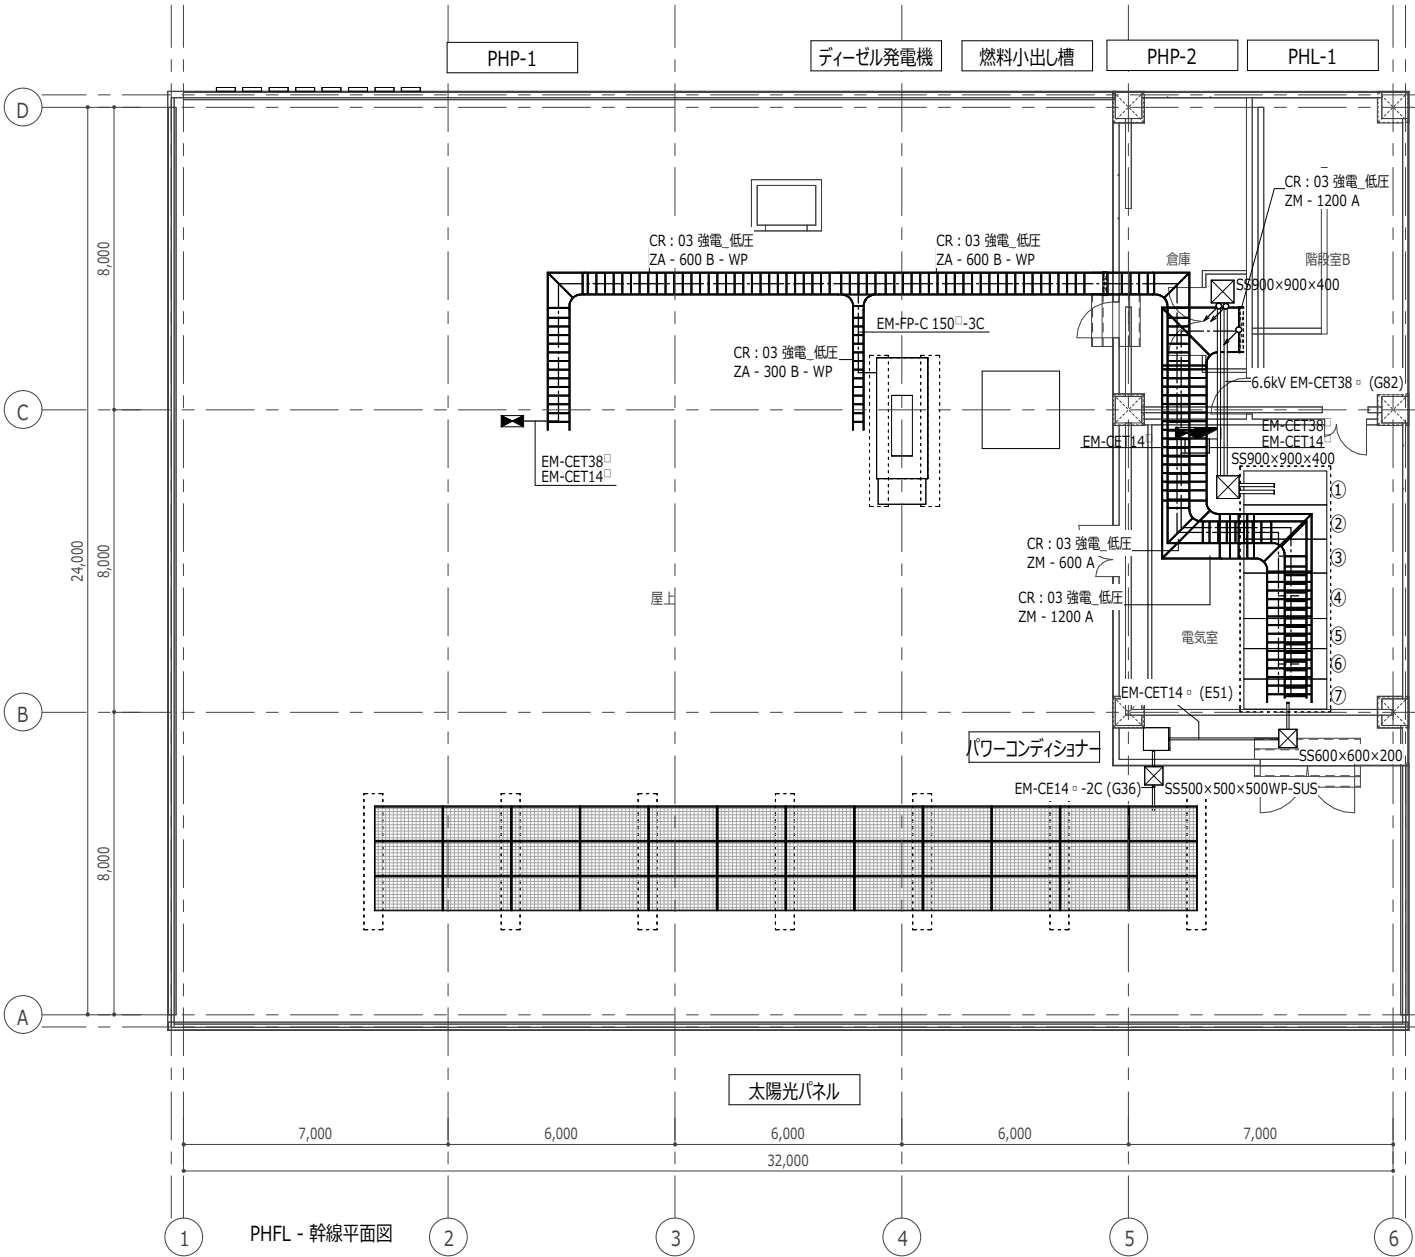 PHP-1
ディーゼル発電機
燃料小出し槽
PHP-2
PHL-1
D
CR : 03 強電_低圧
ZM - 1200 A
CR : 03 強電_低圧
ZA - 600 B - WP
CR : 03 強電_低圧
ZA - 600 B - WP
倉庫
階段室B
SS900×900×400
8,000
EM-FP-C 150□-3C
CR : 03 強電_低圧
ZA - 300 B - WP
6.6kV EM-CET38□ (G82)
C
EM-CET38□
EM-CET14□
EM-CET14□
EM-CET38□
EM-CET14□
SS900×900×400
①
②
③
④
⑤
⑥
⑦
CR : 03 強電_低圧
ZM - 600 A
CR : 03 強電_低圧
ZM - 1200 A
24,000
8,000
屋上
電気室
EM-CET14□ (E51)
B
パワーコンディショナー
SS600×600×200
EM-CE14□-2C (G36)
SS500×500×500WP-SUS
8,000
A
太陽光パネル
7,000
6,000
6,000
6,000
7,000
32,000
PHFL - 幹線平面図
1
2
3
4
5
6